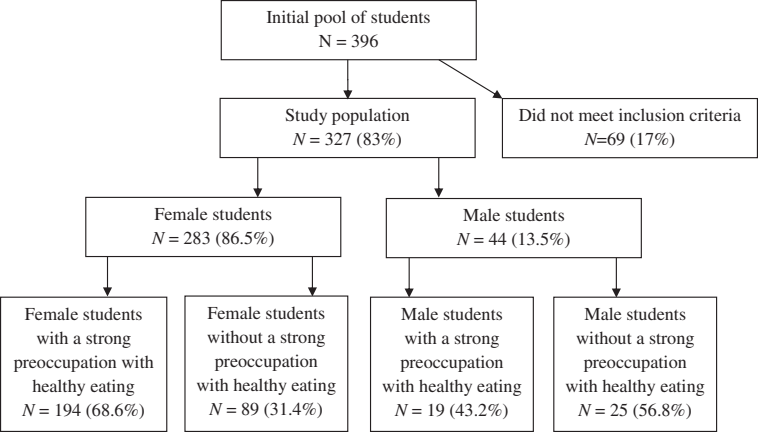 Initial pool of students
N = 396
Study population
N = 327 (83%)
Did not meet inclusion criteria
N=69 (17%)
Female students
N = 283 (86.5%)
Male students
N = 44 (13.5%)
Female students
with a strong
preoccupation with
healthy eating
N = 194 (68.6%)
Female students
without a strong
preoccupation
with healthy eating
N = 89 (31.4%)
Male students
with a strong
preoccupation
with healthy eating
N = 19 (43.2%)
Male students
without a strong
preoccupation
with healthy eating
N = 25 (56.8%)